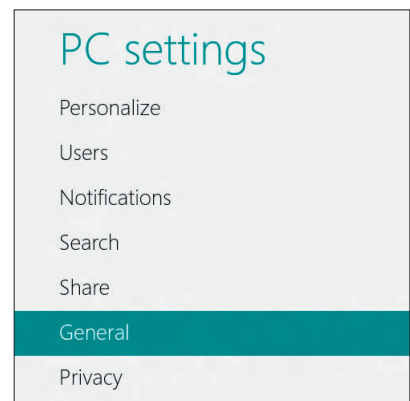 PC settings
Personalize
Users
Notifications
Search
Share
General
Privacy